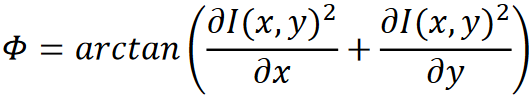 Φ = arctan(∂I(x, y)²/∂x + ∂I(x, y)²/∂y)